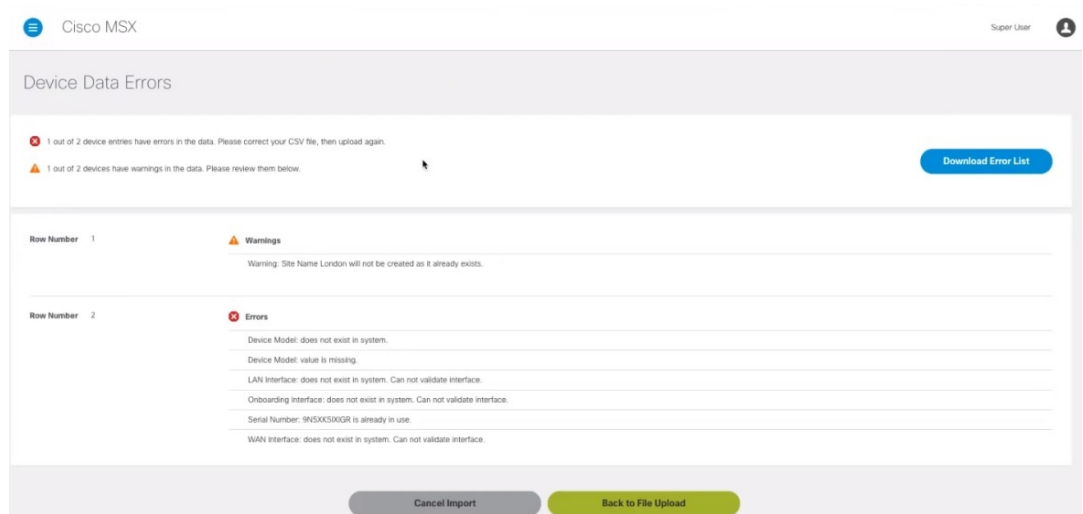 Cisco MSX
Super User
Device Data Errors
1 out of 2 device entries have errors in the data. Please correct your CSV file, then upload again.
1 out of 2 devices have warnings in the data. Please review them below.
Download Error List
Row Number 1
Warnings
Warning: Site Name London will not be created as it already exists.
Row Number 2
Errors
Device Model: does not exist in system.
Device Model: value is missing.
LAN Interface: does not exist in system. Can not validate interface.
Onboarding Interface: does not exist in system. Can not validate interface.
Serial Number: 9N5XK5IXIGR is already in use.
WAN Interface: does not exist in system. Can not validate interface.
Cancel Import
Back to File Upload